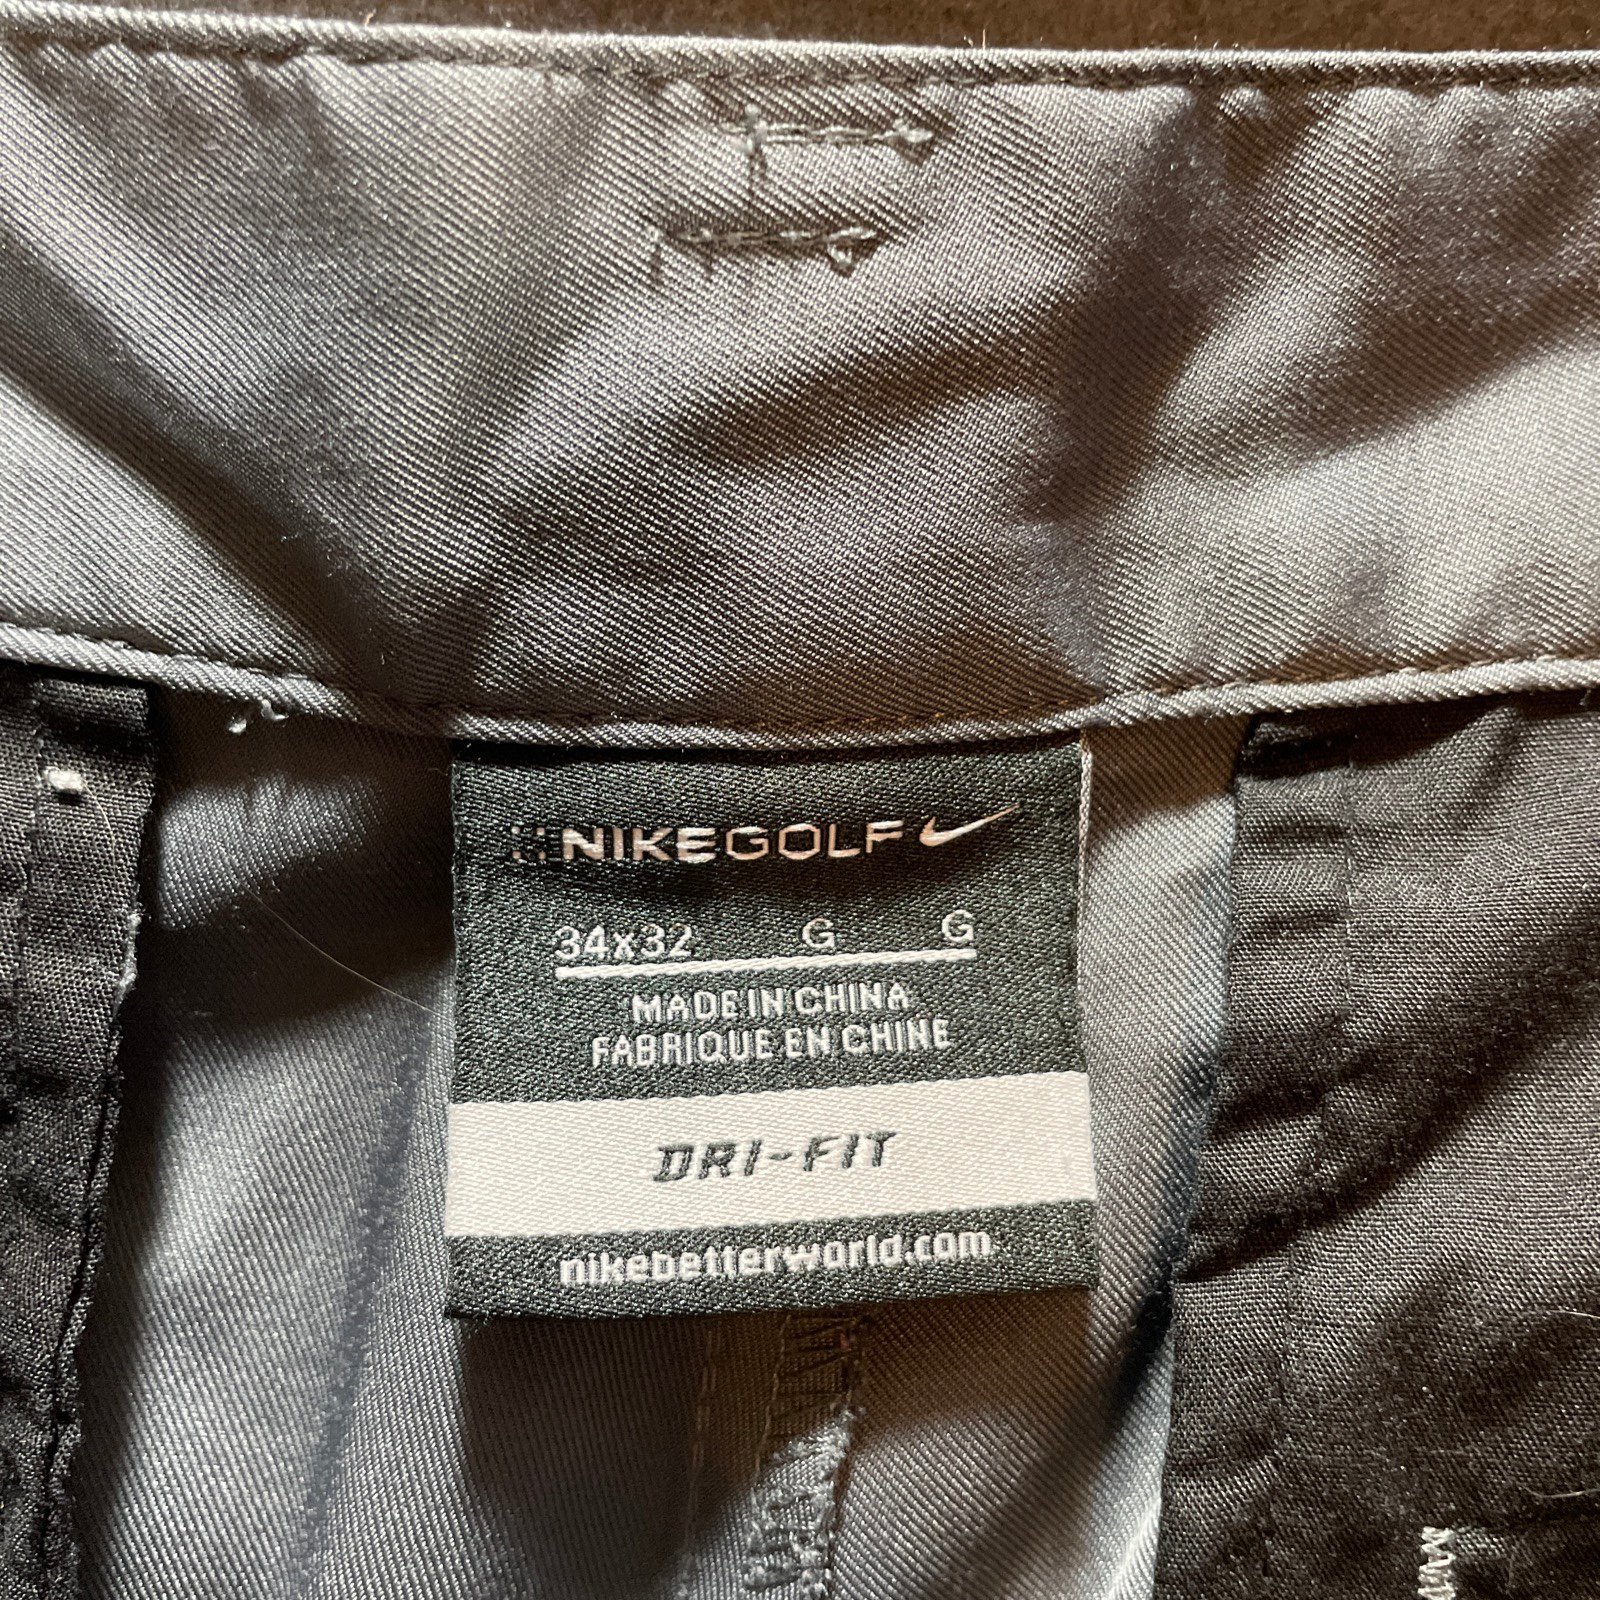 NIKEGOLF
34x32 G G
MADE IN CHINA
FABRIQUE EN CHINE
DRI-FIT
nikebetterworld.com